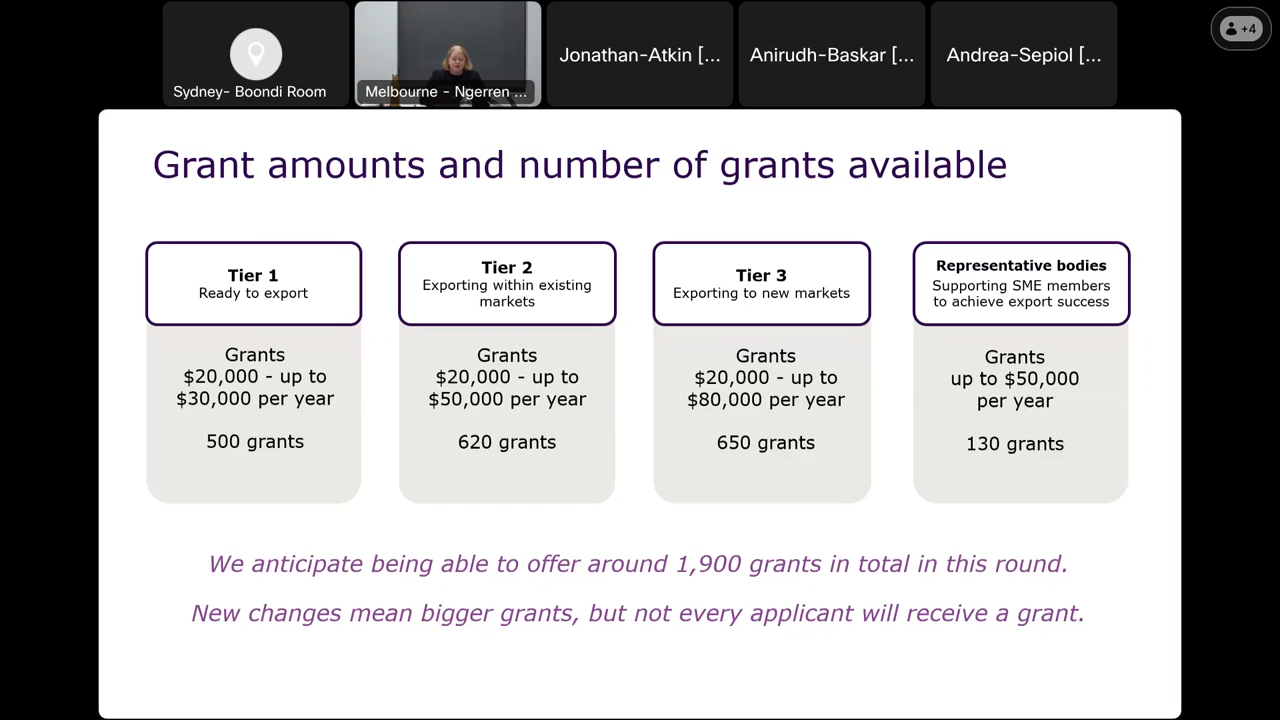 Sydney- Boondi Room
Melbourne - Ngerren ...
Jonathan-Atkin [...
Anirudh-Baskar [...
Andrea-Sepiol [...
+4
Grant amounts and number of grants available
Tier 1
Ready to export
Grants
$20,000 - up to
$30,000 per year
500 grants
Tier 2
Exporting within existing
markets
Grants
$20,000 - up to
$50,000 per year
620 grants
Tier 3
Exporting to new markets
Grants
$20,000 - up to
$80,000 per year
650 grants
Representative bodies
Supporting SME members
to achieve export success
Grants
up to $50,000
per year
130 grants
We anticipate being able to offer around 1,900 grants in total in this round.
New changes mean bigger grants, but not every applicant will receive a grant.